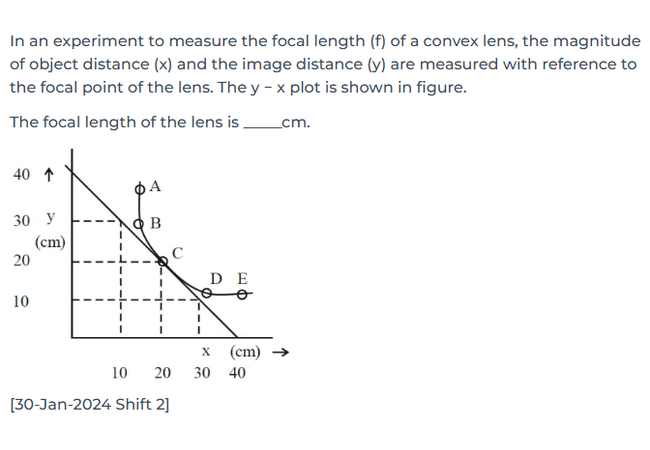 In an experiment to measure the focal length (f) of a convex lens, the magnitude
of object distance (x) and the image distance (y) are measured with reference to
the focal point of the lens. The y − x plot is shown in figure.
The focal length of the lens is _____cm.
40 ↑
A
30 y
B
(cm)
C
20
D E
10
x (cm) →
10 20 30 40
[30-Jan-2024 Shift 2]